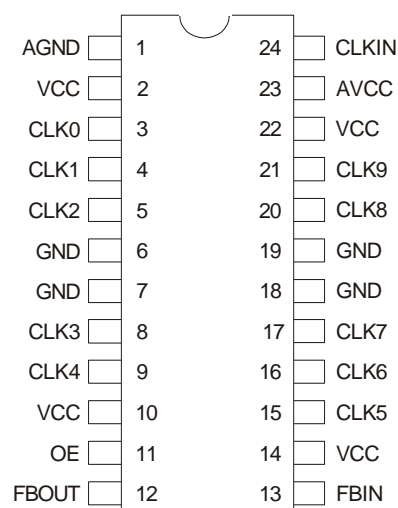 AGND 1 24 CLKIN
VCC 2 23 AVCC
CLK0 3 22 VCC
CLK1 4 21 CLK9
CLK2 5 20 CLK8
GND 6 19 GND
GND 7 18 GND
CLK3 8 17 CLK7
CLK4 9 16 CLK6
VCC 10 15 CLK5
OE 11 14 VCC
FBOUT 12 13 FBIN